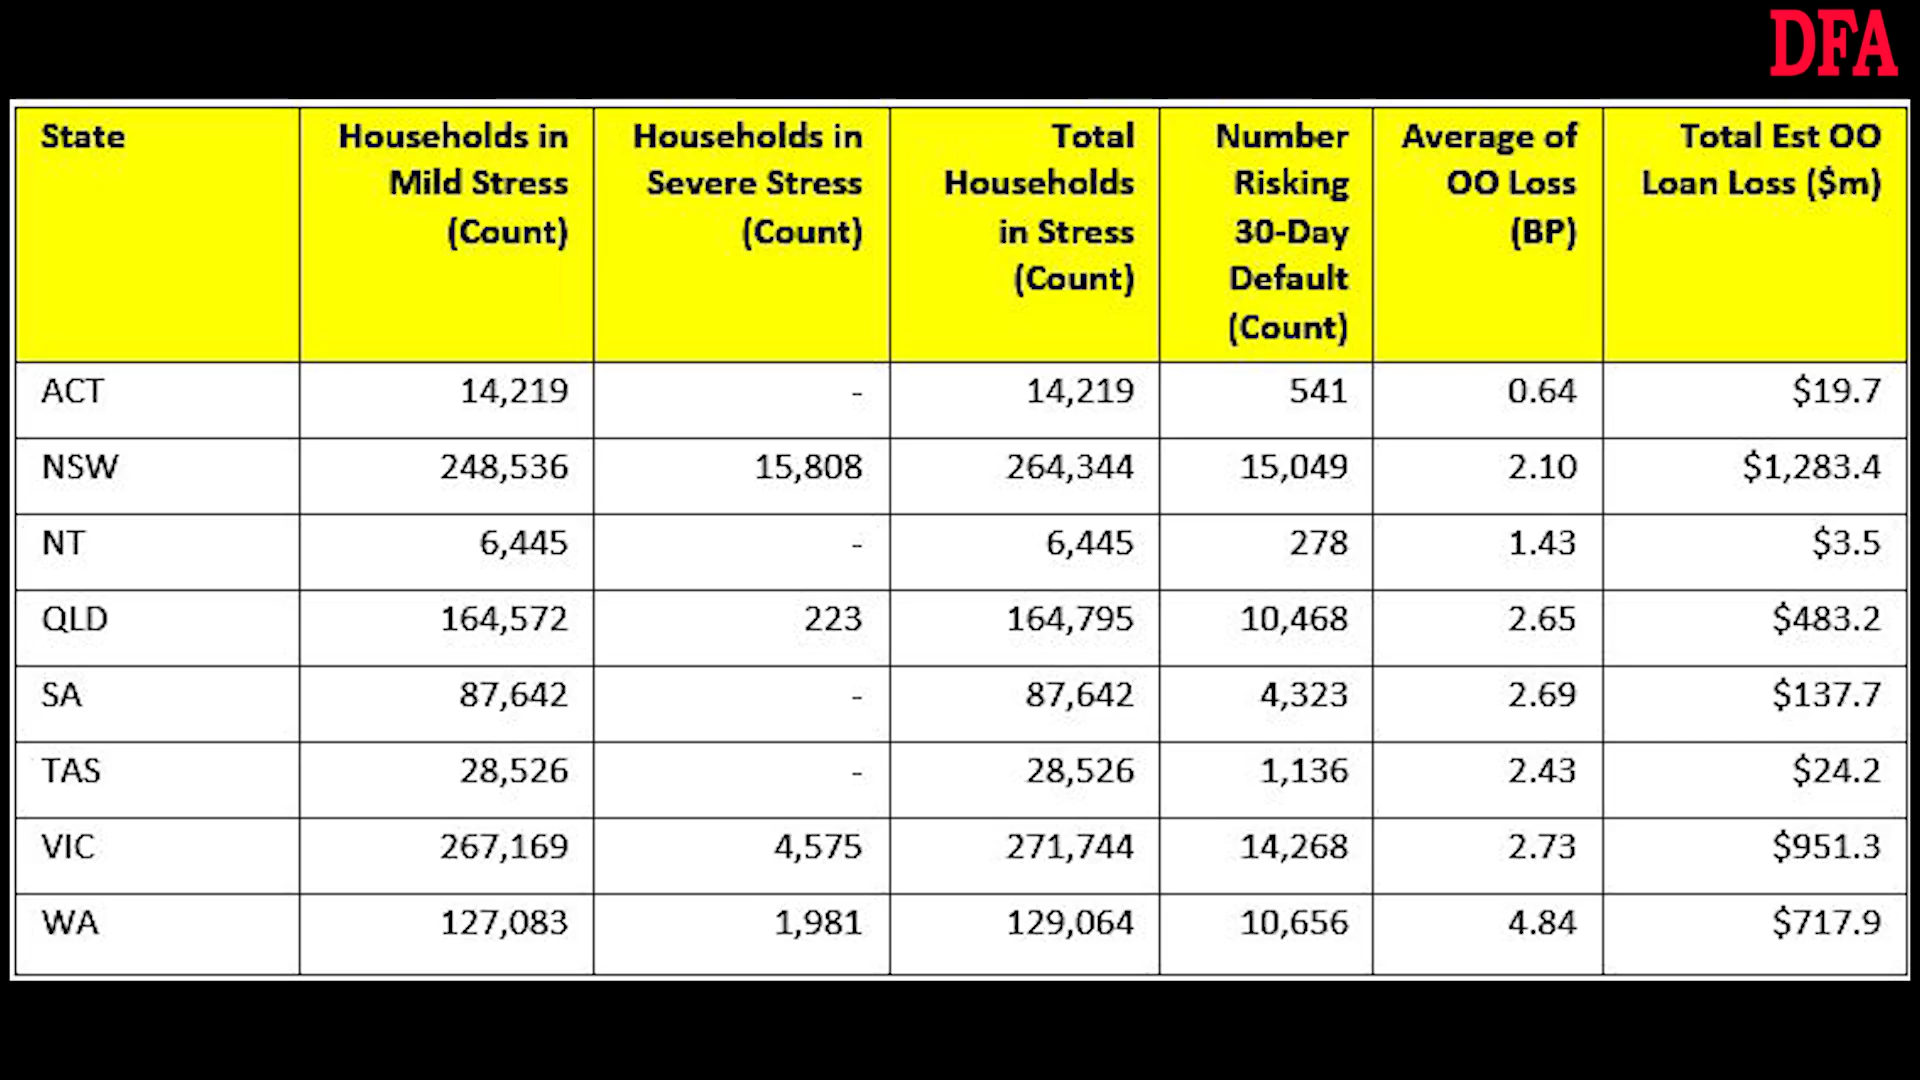 DFA
State Households in Mild Stress (Count) Households in Severe Stress (Count) Total Households in Stress (Count) Number Risking 30-Day Default (Count) Average of OO Loss (BP) Total Est OO Loan Loss ($m)
ACT 14,219 - 14,219 541 0.64 $19.7
NSW 248,536 15,808 264,344 15,049 2.10 $1,283.4
NT 6,445 - 6,445 278 1.43 $3.5
QLD 164,572 223 164,795 10,468 2.65 $483.2
SA 87,642 - 87,642 4,323 2.69 $137.7
TAS 28,526 - 28,526 1,136 2.43 $24.2
VIC 267,169 4,575 271,744 14,268 2.73 $951.3
WA 127,083 1,981 129,064 10,656 4.84 $717.9